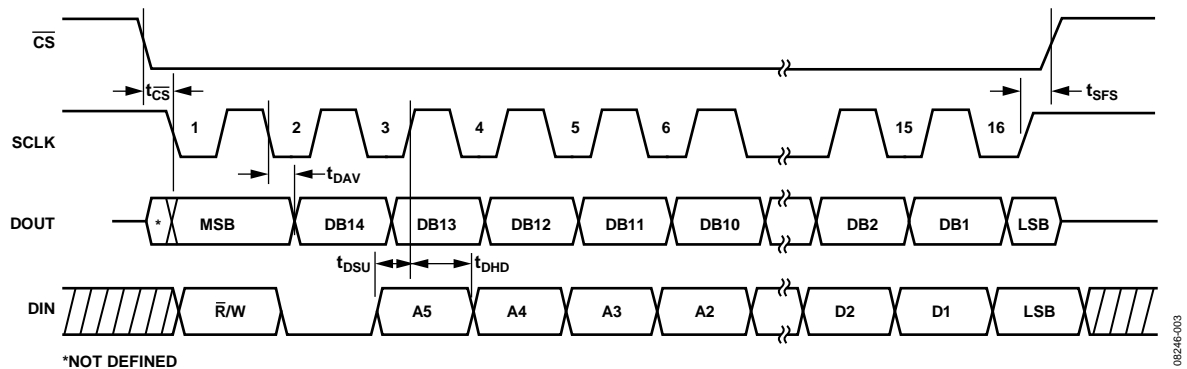 CS
tCS
tSFS
SCLK
1 2 3 4 5 6 15 16
tDAV
DOUT
* MSB DB14 DB13 DB12 DB11 DB10 DB2 DB1 LSB
tDSU tDHD
DIN
R̅/W A5 A4 A3 A2 D2 D1 LSB
*NOT DEFINED
08246-003